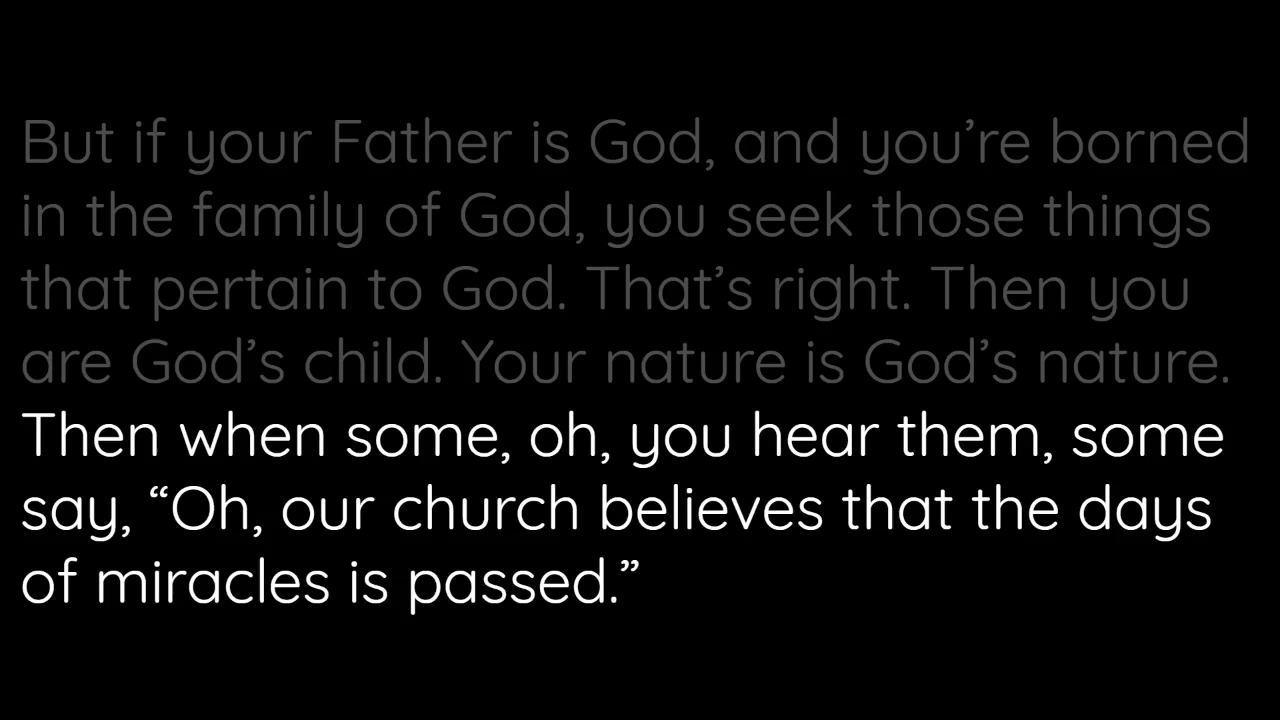 But if your Father is God, and you’re borned
in the family of God, you seek those things
that pertain to God. That’s right. Then you
are God’s child. Your nature is God’s nature.
Then when some, oh, you hear them, some
say, “Oh, our church believes that the days
of miracles is passed.”